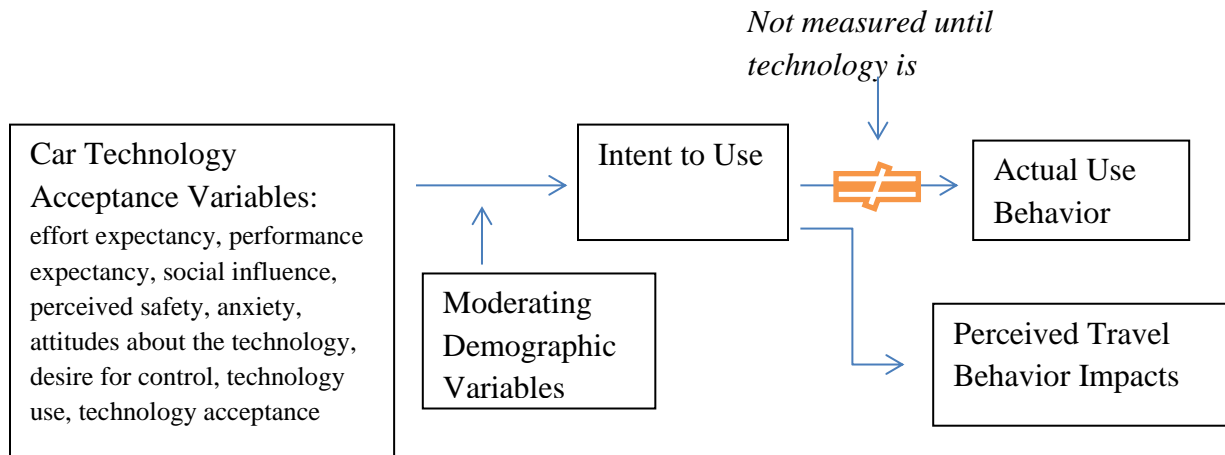 Not measured until
technology is
Car Technology
Acceptance Variables:
effort expectancy, performance
expectancy, social influence,
perceived safety, anxiety,
attitudes about the technology,
desire for control, technology
use, technology acceptance
Intent to Use
Moderating
Demographic
Variables
Actual Use
Behavior
Perceived Travel
Behavior Impacts